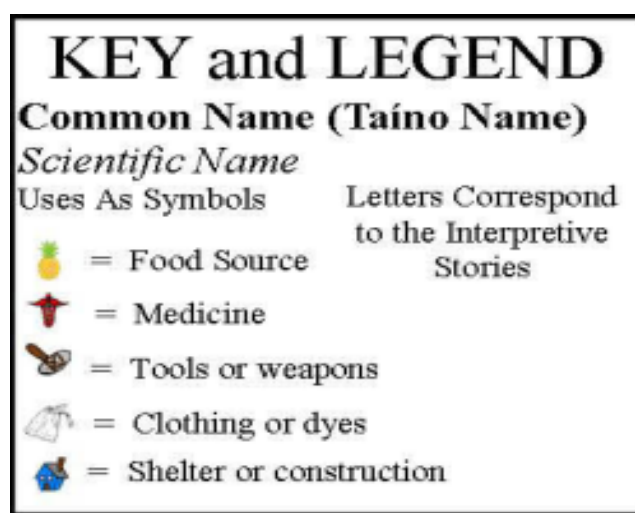 KEY and LEGEND
Common Name (Taíno Name)
Scientific Name
Uses As Symbols
Letters Correspond
to the Interpretive
Stories
= Food Source
= Medicine
= Tools or weapons
= Clothing or dyes
= Shelter or construction